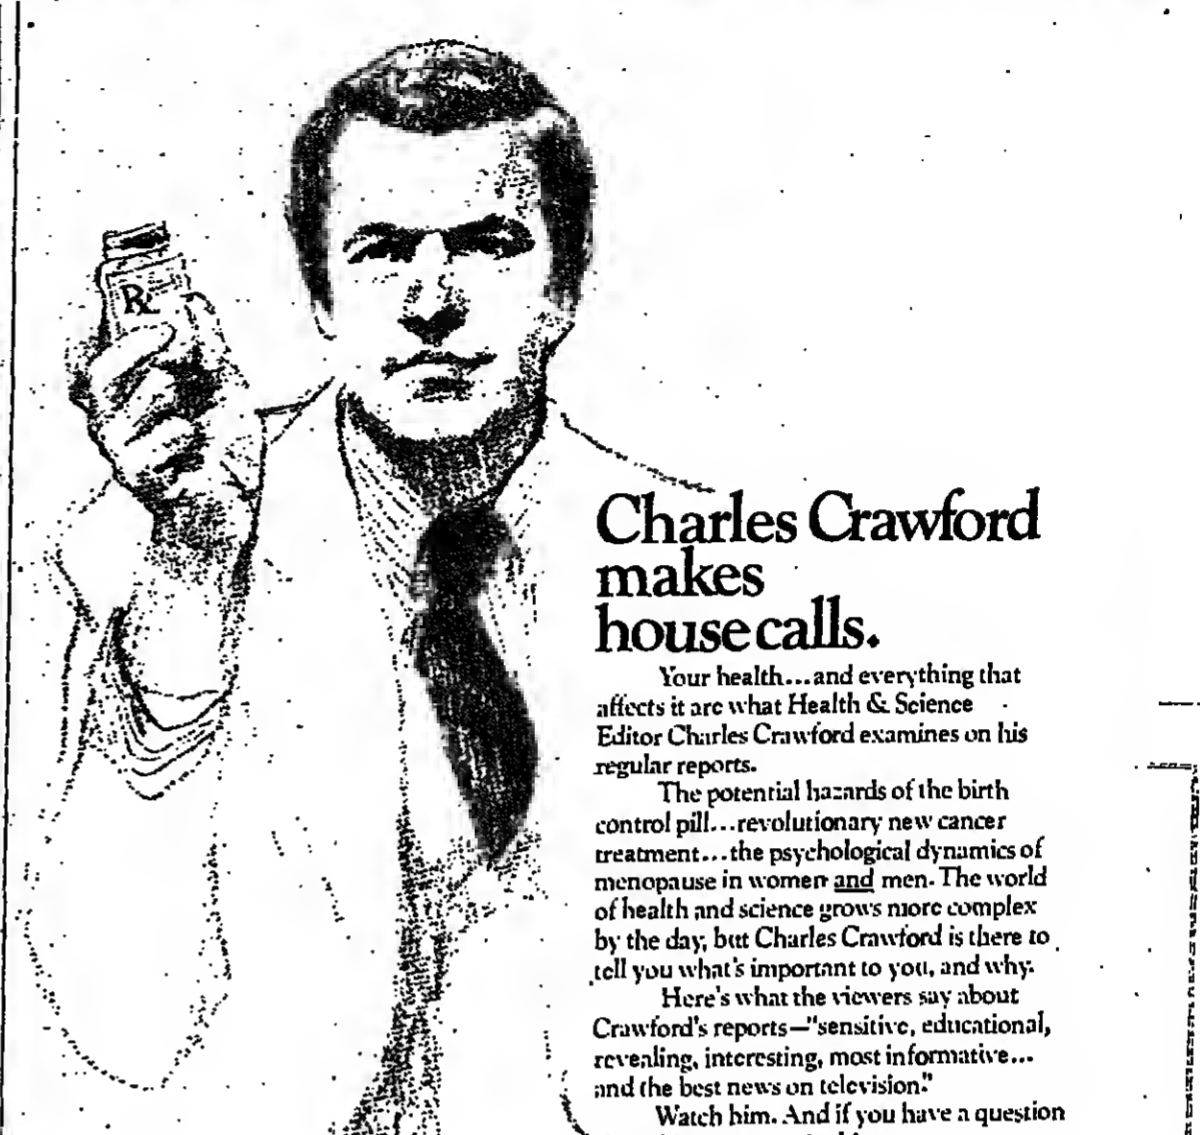 Rx
Charles Crawford
makes
house calls.
Your health...and everything that
affects it are what Health & Science
Editor Charles Crawford examines on his
regular reports.
The potential hazards of the birth
control pill...revolutionary new cancer
treatment...the psychological dynamics of
menopause in women and men. The world
of health and science grows more complex
by the day, but Charles Crawford is there to
tell you what's important to you, and why.
Here's what the viewers say about
Crawford's reports—"sensitive, educational,
revealing, interesting, most informative...
and the best news on television."
Watch him. And if you have a question